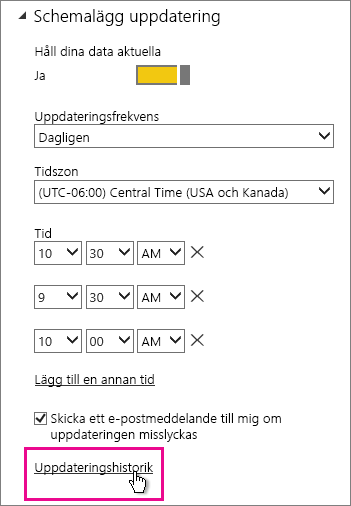 Schemalägg uppdatering
Håll dina data aktuella
Ja
Uppdateringsfrekvens
Dagligen
Tidszon
(UTC-06:00) Central Time (USA och Kanada)
Tid
10 30 AM
9 30 AM
10 00 AM
Lägg till en annan tid
Skicka ett e-postmeddelande till mig om
uppdateringen misslyckas
Uppdateringshistorik